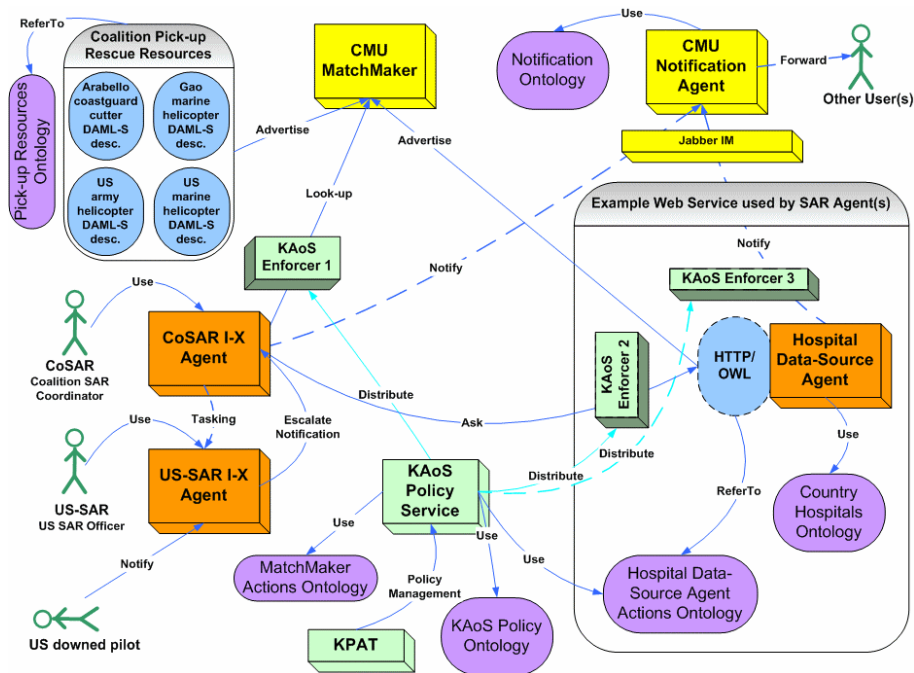 ReferTo
Coalition Pick-up
Rescue Resources
Arabello
coastguard
cutter
DAML-S
desc.
Gao
marine
helicopter
DAML-S
desc.
US
army
helicopter
DAML-S
desc.
US
marine
helicopter
DAML-S
desc.
Pick-up Resources
Ontology
CMU
MatchMaker
Advertise
Look-up
Advertise
Use
Notification
Ontology
CMU
Notification
Agent
Forward
Other User(s)
Jabber IM
Example Web Service used by SAR Agent(s)
Notify
KAoS
Enforcer 1
Notify
KAoS Enforcer 3
Use
CoSAR
Coalition SAR
Coordinator
CoSAR I-X
Agent
KAoS
Enforcer 2
HTTP/
OWL
Hospital
Data-Source
Agent
Distribute
Tasking
Escalate
Notification
Ask
Use
US-SAR
US SAR Officer
US-SAR I-X
Agent
KAoS
Policy
Service
Distribute
Distribute
Use
ReferTo
Country
Hospitals
Ontology
Use
Use
Use
Notify
MatchMaker
Actions Ontology
Policy
Management
Hospital Data-
Source Agent
Actions Ontology
US downed pilot
KPAT
KAoS Policy
Ontology